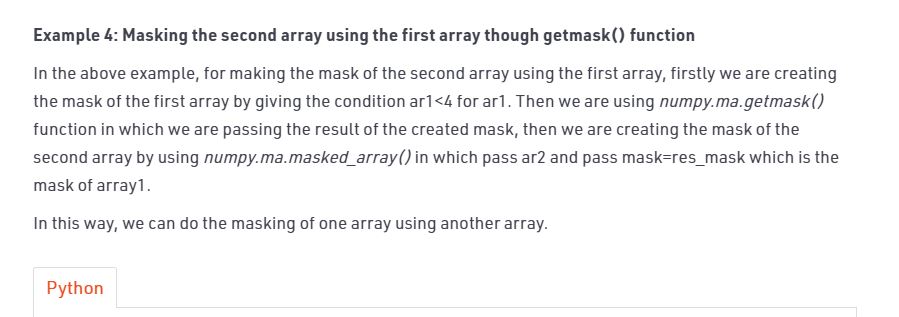 Example 4: Masking the second array using the first array though getmask() function
In the above example, for making the mask of the second array using the first array, firstly we are creating
the mask of the first array by giving the condition ar1<4 for ar1. Then we are using numpy.ma.getmask()
function in which we are passing the result of the created mask, then we are creating the mask of the
second array by using numpy.ma.masked_array() in which pass ar2 and pass mask=res_mask which is the
mask of array1.
In this way, we can do the masking of one array using another array.
Python